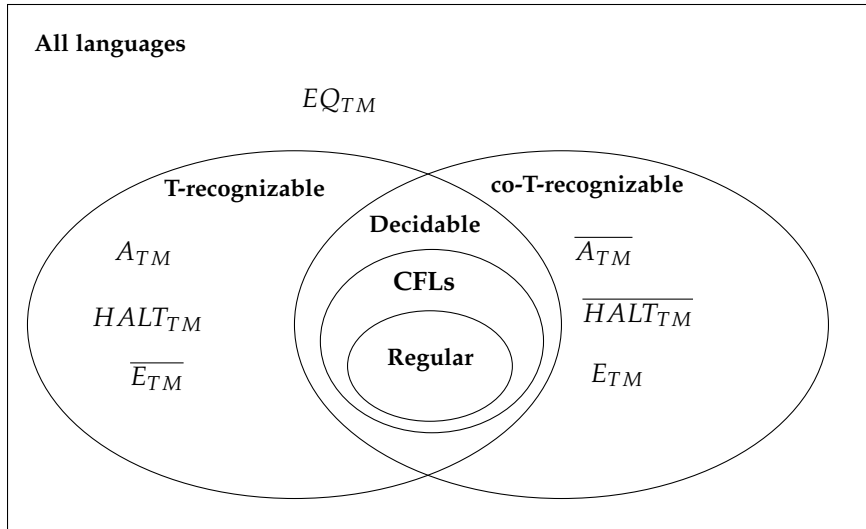 All languages
EQ_TM
T-recognizable
co-T-recognizable
Decidable
A_TM
\overline{A_TM}
CFLs
HALT_TM
\overline{HALT_TM}
Regular
\overline{E_TM}
E_TM